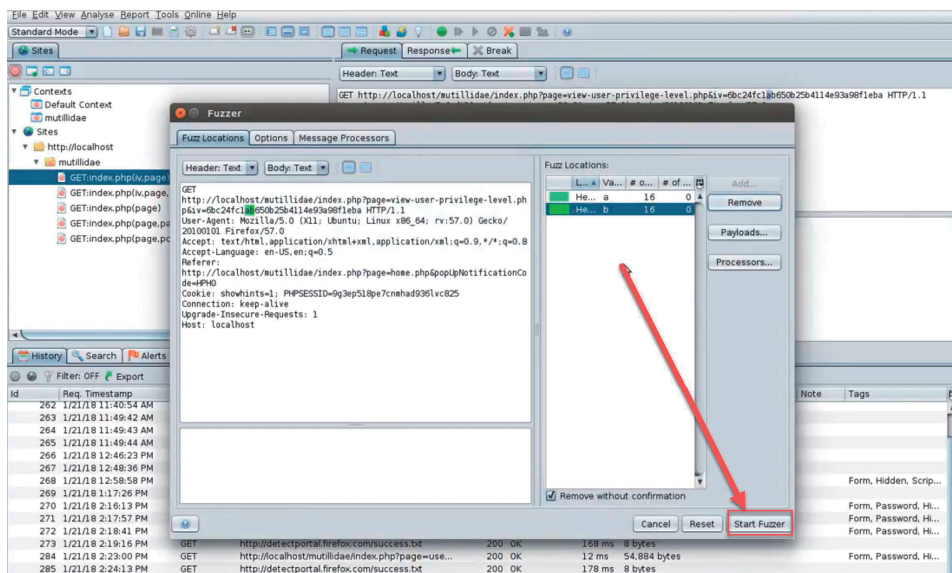 File Edit View Analyse Report Tools Online Help
Standard Mode
Sites
Request Response Break
Header: Text Body: Text
Contexts
Default Context
mutillidae
Sites
http://localhost
mutillidae
GET:index.php(iv,page)
GET:index.php(iv,page,
GET:index.php(page)
GET:index.php(page,pa
GET:index.php(page,pc
GET http://localhost/mutillidae/index.php?page=view-user-privilege-level.php&iv=6bc24fc1ab650b25b4114e93a98f1eba HTTP/1.1
Fuzzer
Fuzz Locations Options Message Processors
Header: Text Body: Text
GET
http://localhost/mutillidae/index.php?page=view-user-privilege-level.ph
p&iv=6bc24fc1ab650b25b4114e93a98f1eba HTTP/1.1
User-Agent: Mozilla/5.0 (X11; Ubuntu; Linux x86_64; rv:57.0) Gecko/
20100101 Firefox/57.0
Accept: text/html,application/xhtml+xml,application/xml;q=0.9,*/*;q=0.8
Accept-Language: en-US,en;q=0.5
Referer:
http://localhost/mutillidae/index.php?page=home.php&popUpNotificationCo
de=HPH0
Cookie: showhints=1; PHPSESSID=9g3ep518pe7cnmhad936lvc825
Connection: keep-alive
Upgrade-Insecure-Requests: 1
Host: localhost
Fuzz Locations:
L... Va... # o... # of ...
He... a 16 0
He... b 16 0
Add...
Remove
Payloads...
Processors...
Remove without confirmation
Cancel Reset Start Fuzzer
History Search Alerts
Filter: OFF Export
Id Req. Timestamp Note Tags
262 1/21/18 11:40:54 AM
263 1/21/18 11:49:42 AM
264 1/21/18 11:49:43 AM
265 1/21/18 11:49:44 AM
266 1/21/18 12:46:23 PM
267 1/21/18 12:48:36 PM
268 1/21/18 12:58:58 PM Form, Hidden, Scrip...
269 1/21/18 1:17:26 PM
270 1/21/18 2:16:13 PM Form, Password, Hi...
271 1/21/18 2:17:57 PM Form, Password, Hi...
272 1/21/18 2:18:41 PM Form, Password, Hi...
273 1/21/18 2:19:16 PM GET http://detectportal.firefox.com/success.txt 200 OK 168 ms 8 bytes
284 1/21/18 2:23:00 PM GET http://localhost/mutillidae/index.php?page=use... 200 OK 12 ms 54,884 bytes Form, Password, Hi...
285 1/21/18 2:24:13 PM GET http://detectportal.firefox.com/success.txt 200 OK 178 ms 8 bytes